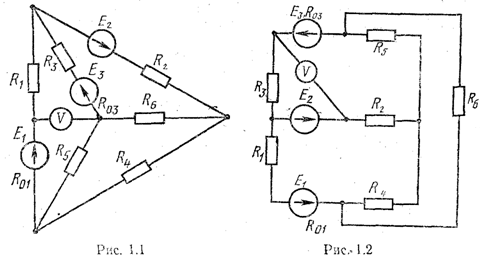 E₂
R₃
R₁
E₃
R₂
R₀₃
R₆
V
E₁
R₅
R₄
R₀₁
Рис. 1.1
E₃ R₀₃
R₅
V
R₃
E₂
R₂
R₆
R₁
E₁
R₄
R₀₁
Рис. 1.2